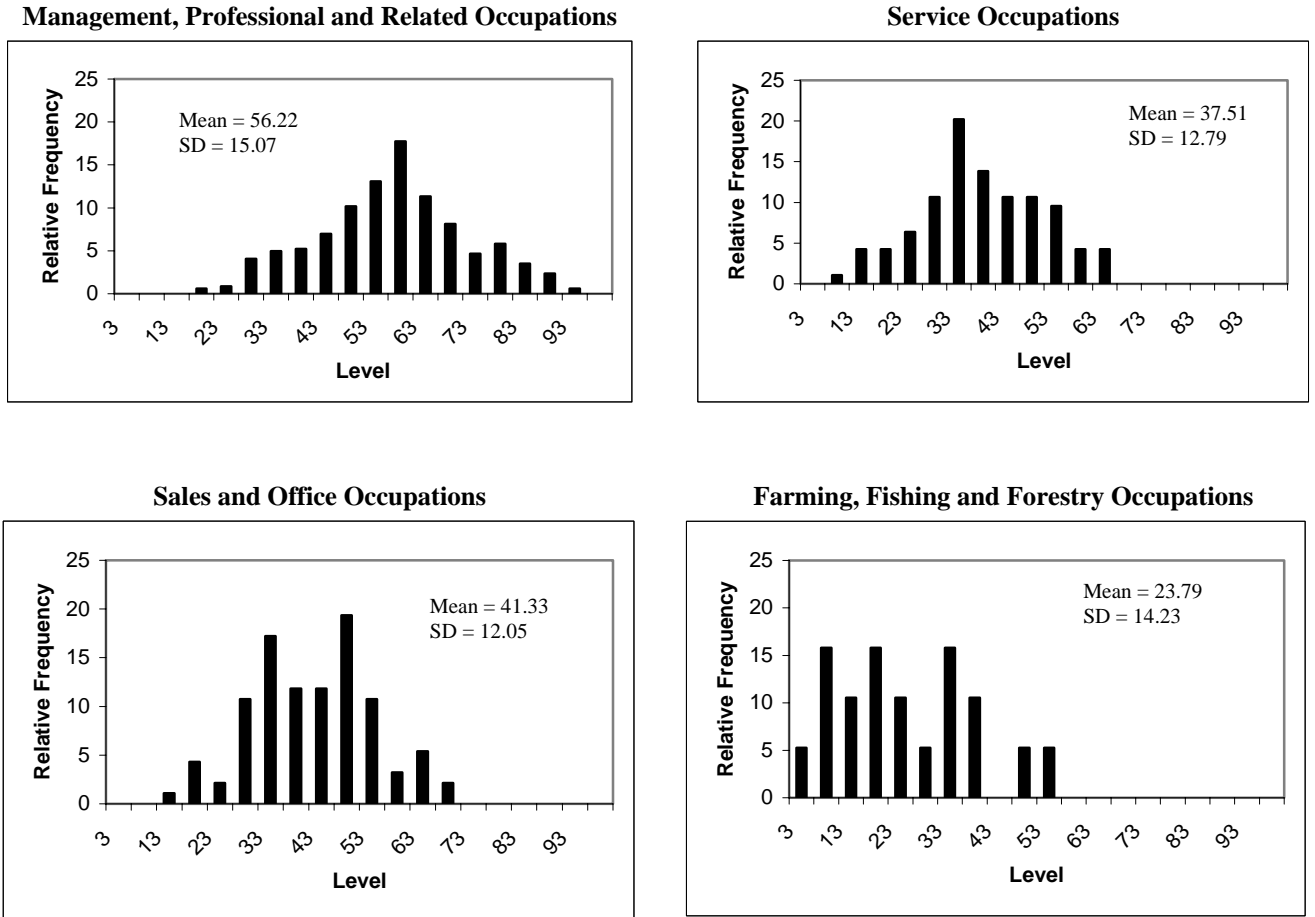 Management, Professional and Related Occupations
25
20
15
10
5
0
Relative Frequency
Mean = 56.22
SD = 15.07
3 13 23 33 43 53 63 73 83 93
Level
Service Occupations
25
20
15
10
5
0
Relative Frequency
Mean = 37.51
SD = 12.79
3 13 23 33 43 53 63 73 83 93
Level
Sales and Office Occupations
25
20
15
10
5
0
Relative Frequency
Mean = 41.33
SD = 12.05
3 13 23 33 43 53 63 73 83 93
Level
Farming, Fishing and Forestry Occupations
25
20
15
10
5
0
Relative Frequency
Mean = 23.79
SD = 14.23
3 13 23 33 43 53 63 73 83 93
Level